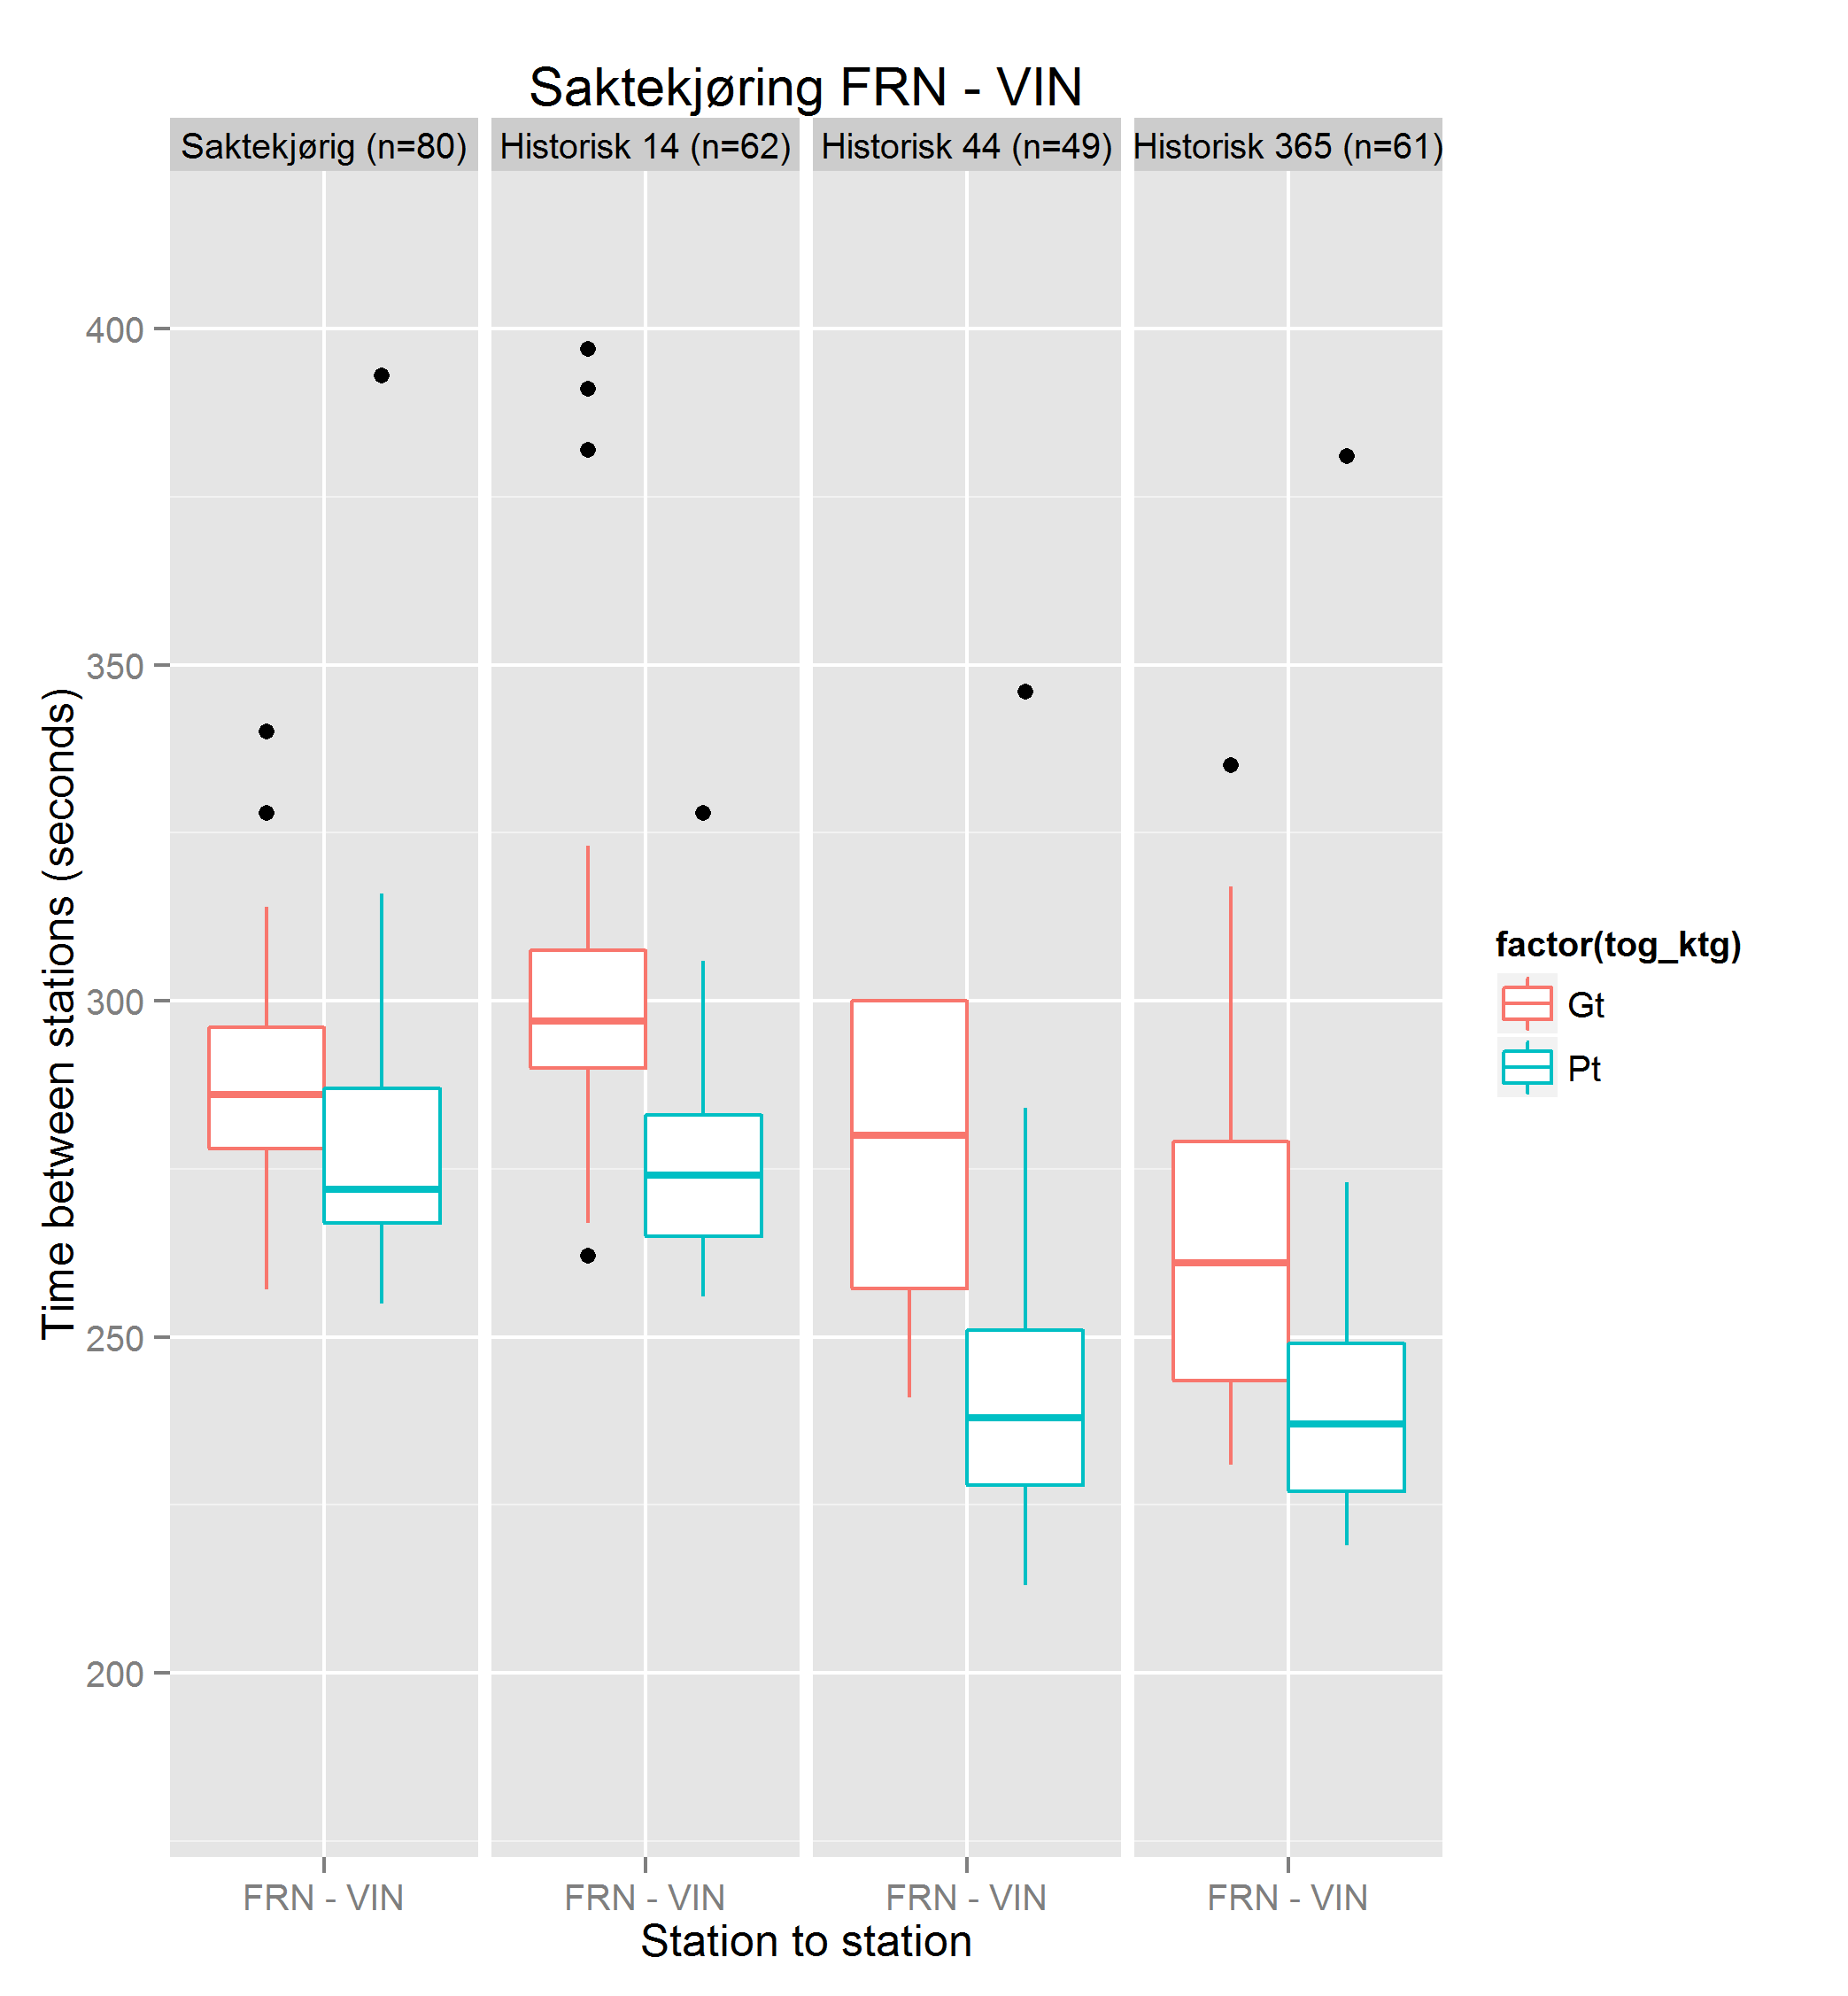 Saktekjøring FRN - VIN
Saktekjørig (n=80) Historisk 14 (n=62) Historisk 44 (n=49) Historisk 365 (n=61)
400
350
300
250
200
Time between stations (seconds)
FRN - VIN FRN - VIN FRN - VIN FRN - VIN
Station to station
factor(tog_ktg)
Gt
Pt